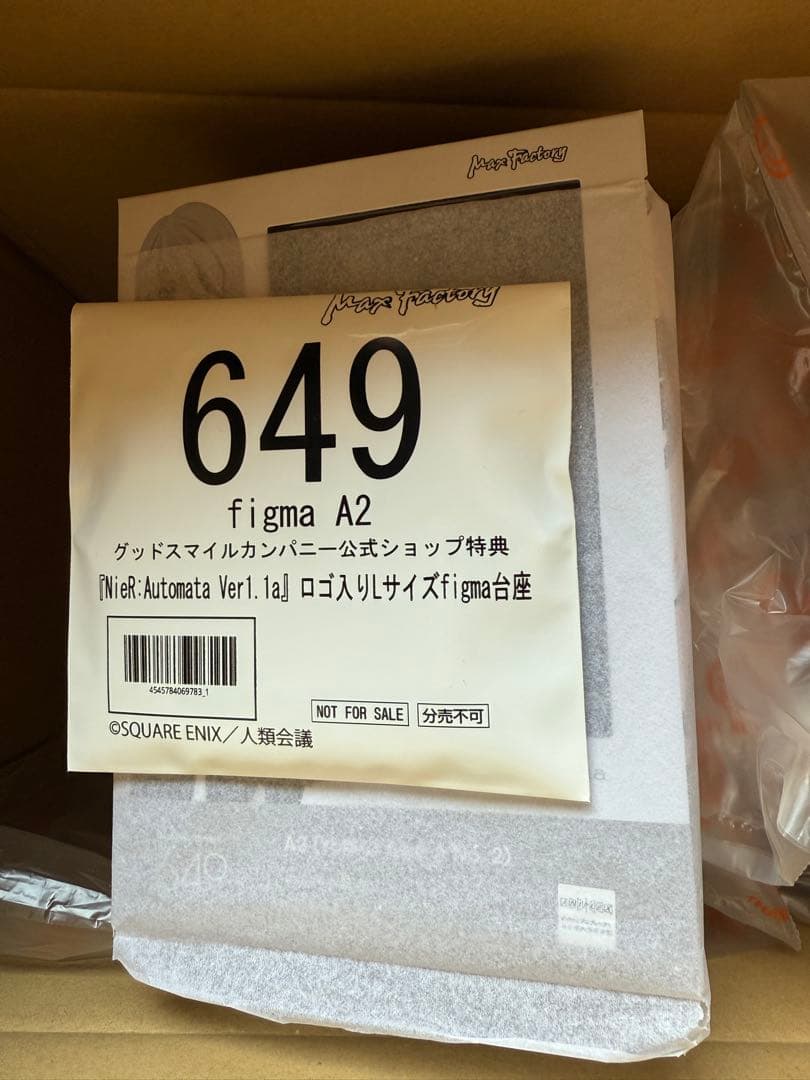 Max Factory
Max Factory
649
figma A2
グッドスマイルカンパニー公式ショップ特典
『NieR:Automata Ver1.1a』ロゴ入りLサイズfigma台座
4545784069783_1
NOT FOR SALE
分売不可
©SQUARE ENIX／人類会議
649